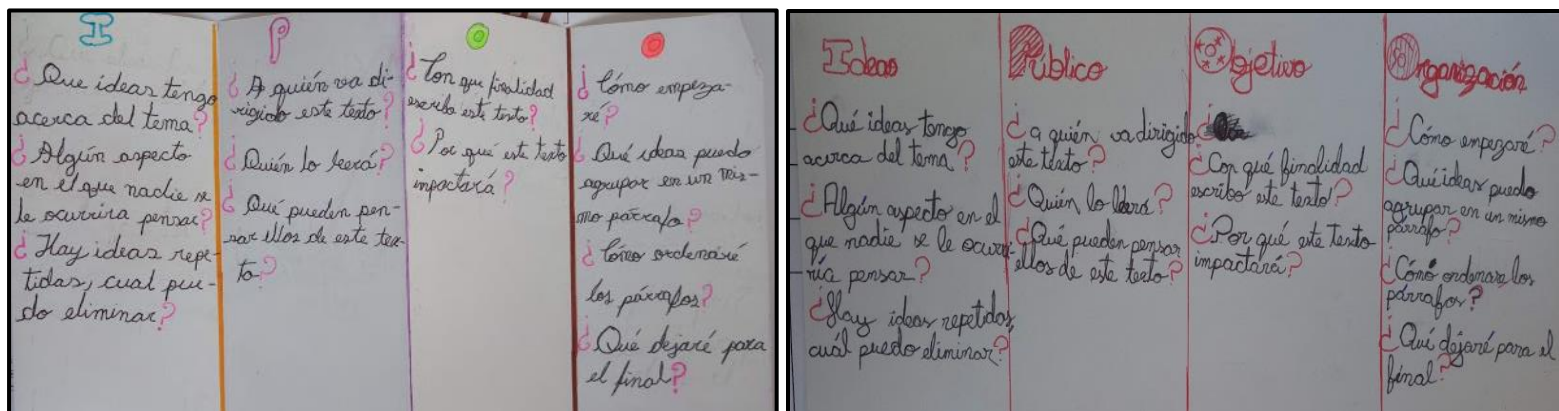 I
¿ Que ideas tengo
acerca del tema?
¿ Algún aspecto
en el que nadie se
le ocurrira pensar?
¿ Hay ideas repe-
tidas, cual pue-
do eliminar?
P
¿ A quién va di-
rigido este texto?
¿ Quién lo leerá?
¿ Qué pueden pen-
sar ellos de este tex-
to?
O
¿ Con que finalidad
escribo este texto?
¿ Por qué este texto
impactará?
O
¿ Cómo empeza-
ré?
¿ Qué ideas puedo
agrupar en un mis-
mo párrafo?
¿ Cómo ordenaré
los párrafos?
¿ Qué dejaré para
el final?
Ideas
¿Qué ideas tengo
acerca del tema?
¿Algún aspecto en el
que nadie se le ocurri-
ría pensar?
¿Hay ideas repetidas,
cuál puedo eliminar?
Público
¿a quién va dirigido
este texto?
¿Quién lo leerá?
¿Qué pueden pensar
ellos de este texto?
Objetivo
¿
¿Con qué finalidad
escribo este texto?
¿Por qué este texto
impactará?
Organización
¿Cómo empezaré?
¿Qué ideas puedo
agrupar en un mismo
párrafo?
¿Cómo ordenare los
párrafos?
¿Qué dejaré para el
final?